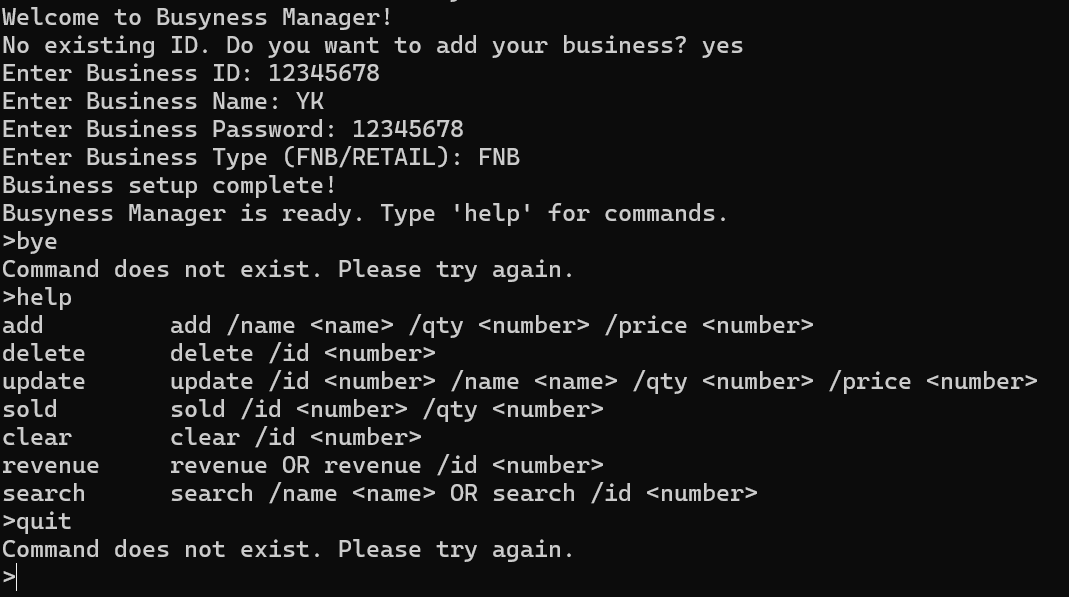 Welcome to Busyness Manager!
No existing ID. Do you want to add your business? yes
Enter Business ID: 12345678
Enter Business Name: YK
Enter Business Password: 12345678
Enter Business Type (FNB/RETAIL): FNB
Business setup complete!
Busyness Manager is ready. Type 'help' for commands.
>bye
Command does not exist. Please try again.
>help
add         add /name <name> /qty <number> /price <number>
delete      delete /id <number>
update      update /id <number> /name <name> /qty <number> /price <number>
sold        sold /id <number> /qty <number>
clear       clear /id <number>
revenue     revenue OR revenue /id <number>
search      search /name <name> OR search /id <number>
>quit
Command does not exist. Please try again.
>